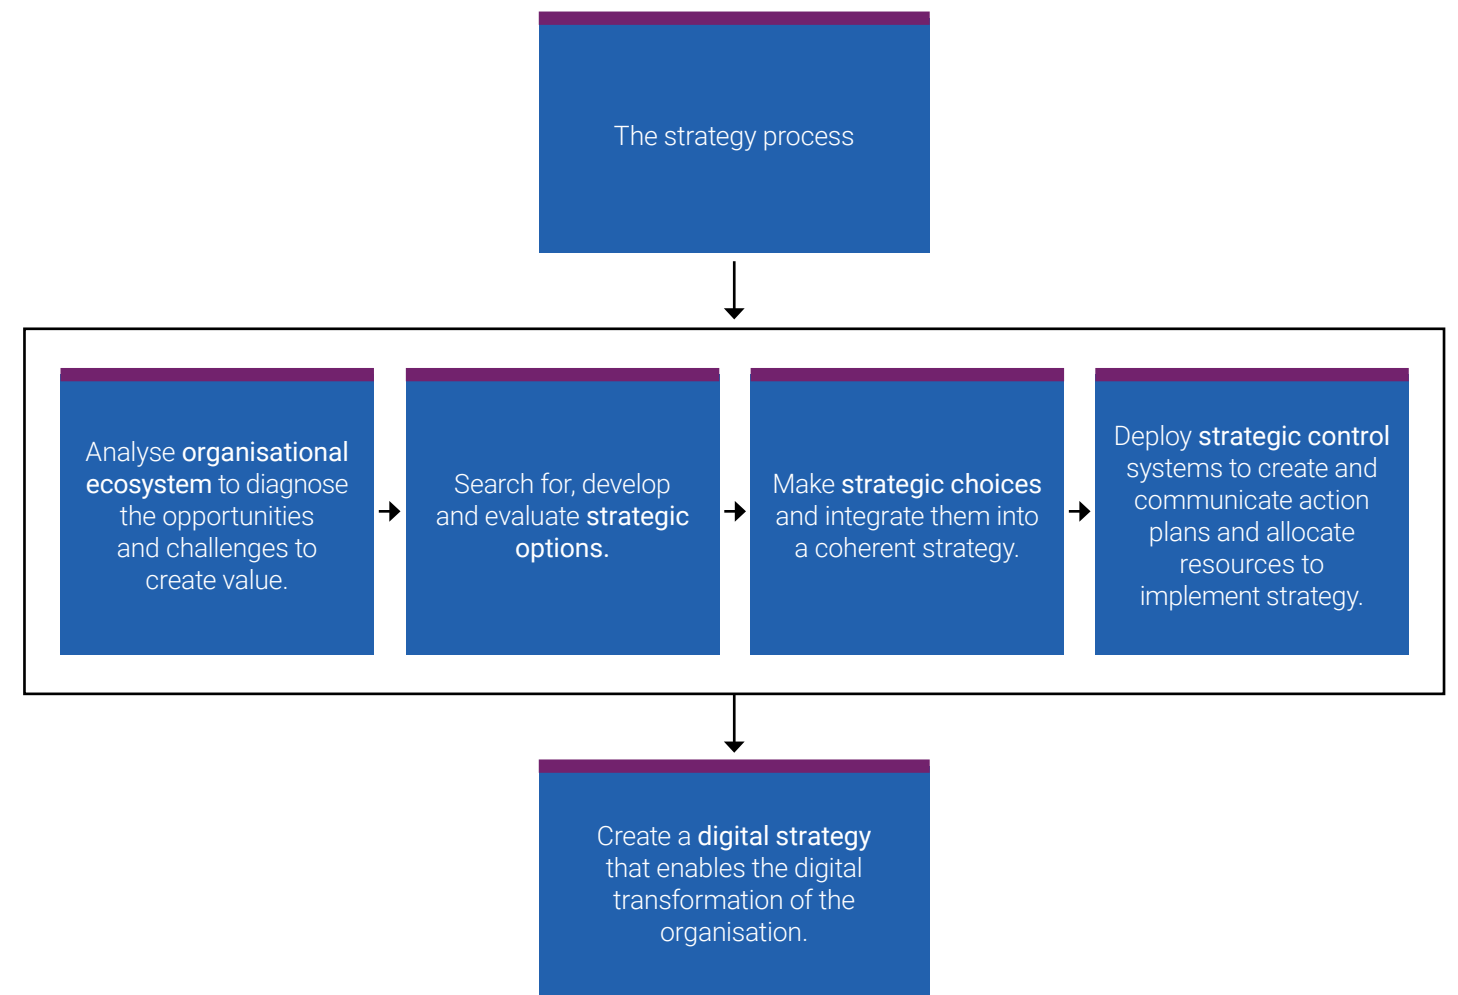 The strategy process
Analyse organisational
ecosystem to diagnose
the opportunities
and challenges to
create value.
Search for, develop
and evaluate strategic
options.
Make strategic choices
and integrate them into
a coherent strategy.
Deploy strategic control
systems to create and
communicate action
plans and allocate
resources to
implement strategy.
Create a digital strategy
that enables the digital
transformation of the
organisation.